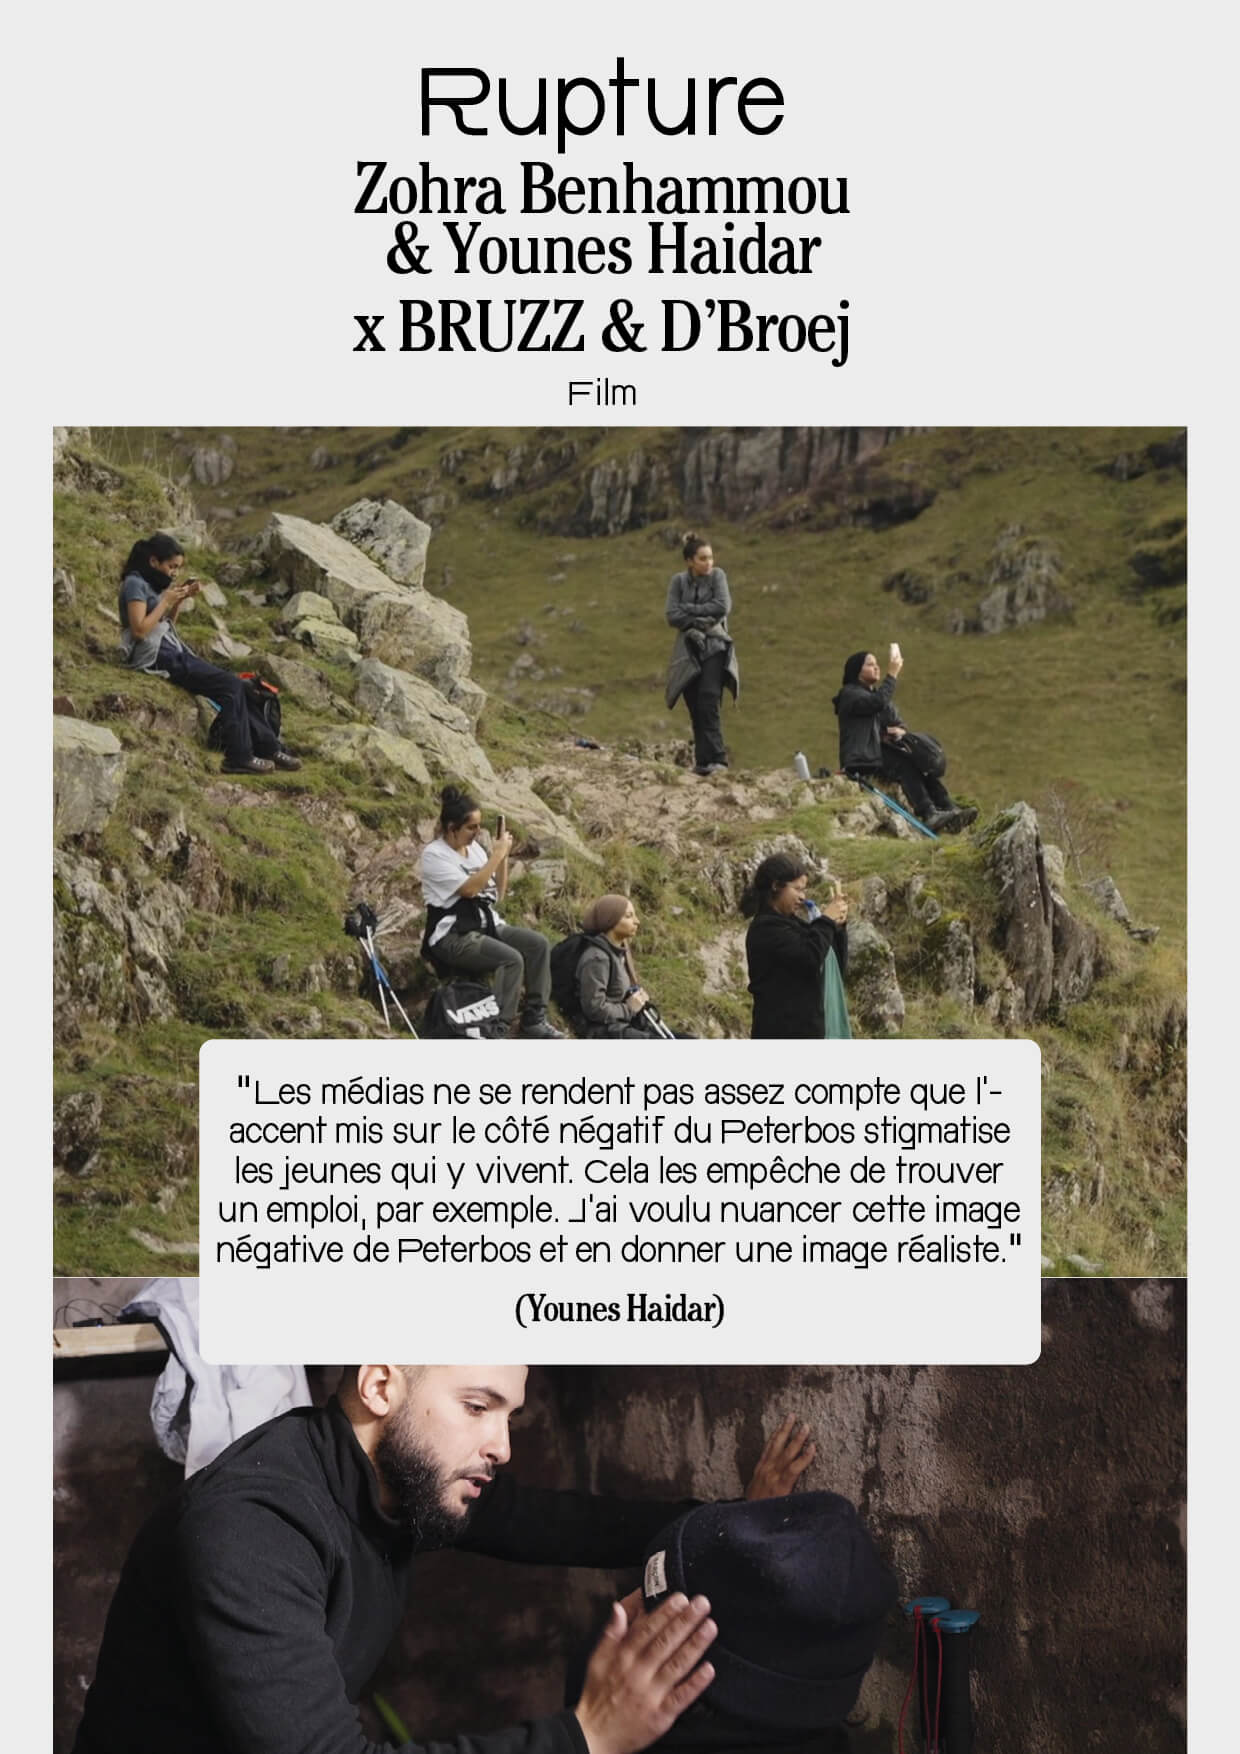 Rupture
Zohra Benhammou
& Younes Haidar
x BRUZZ & D’Broej
Film
VANS
"Les médias ne se rendent pas assez compte que l'-
accent mis sur le côté négatif du Peterbos stigmatise
les jeunes qui y vivent. Cela les empêche de trouver
un emploi, par exemple. J'ai voulu nuancer cette image
négative de Peterbos et en donner une image réaliste."
(Younes Haidar)